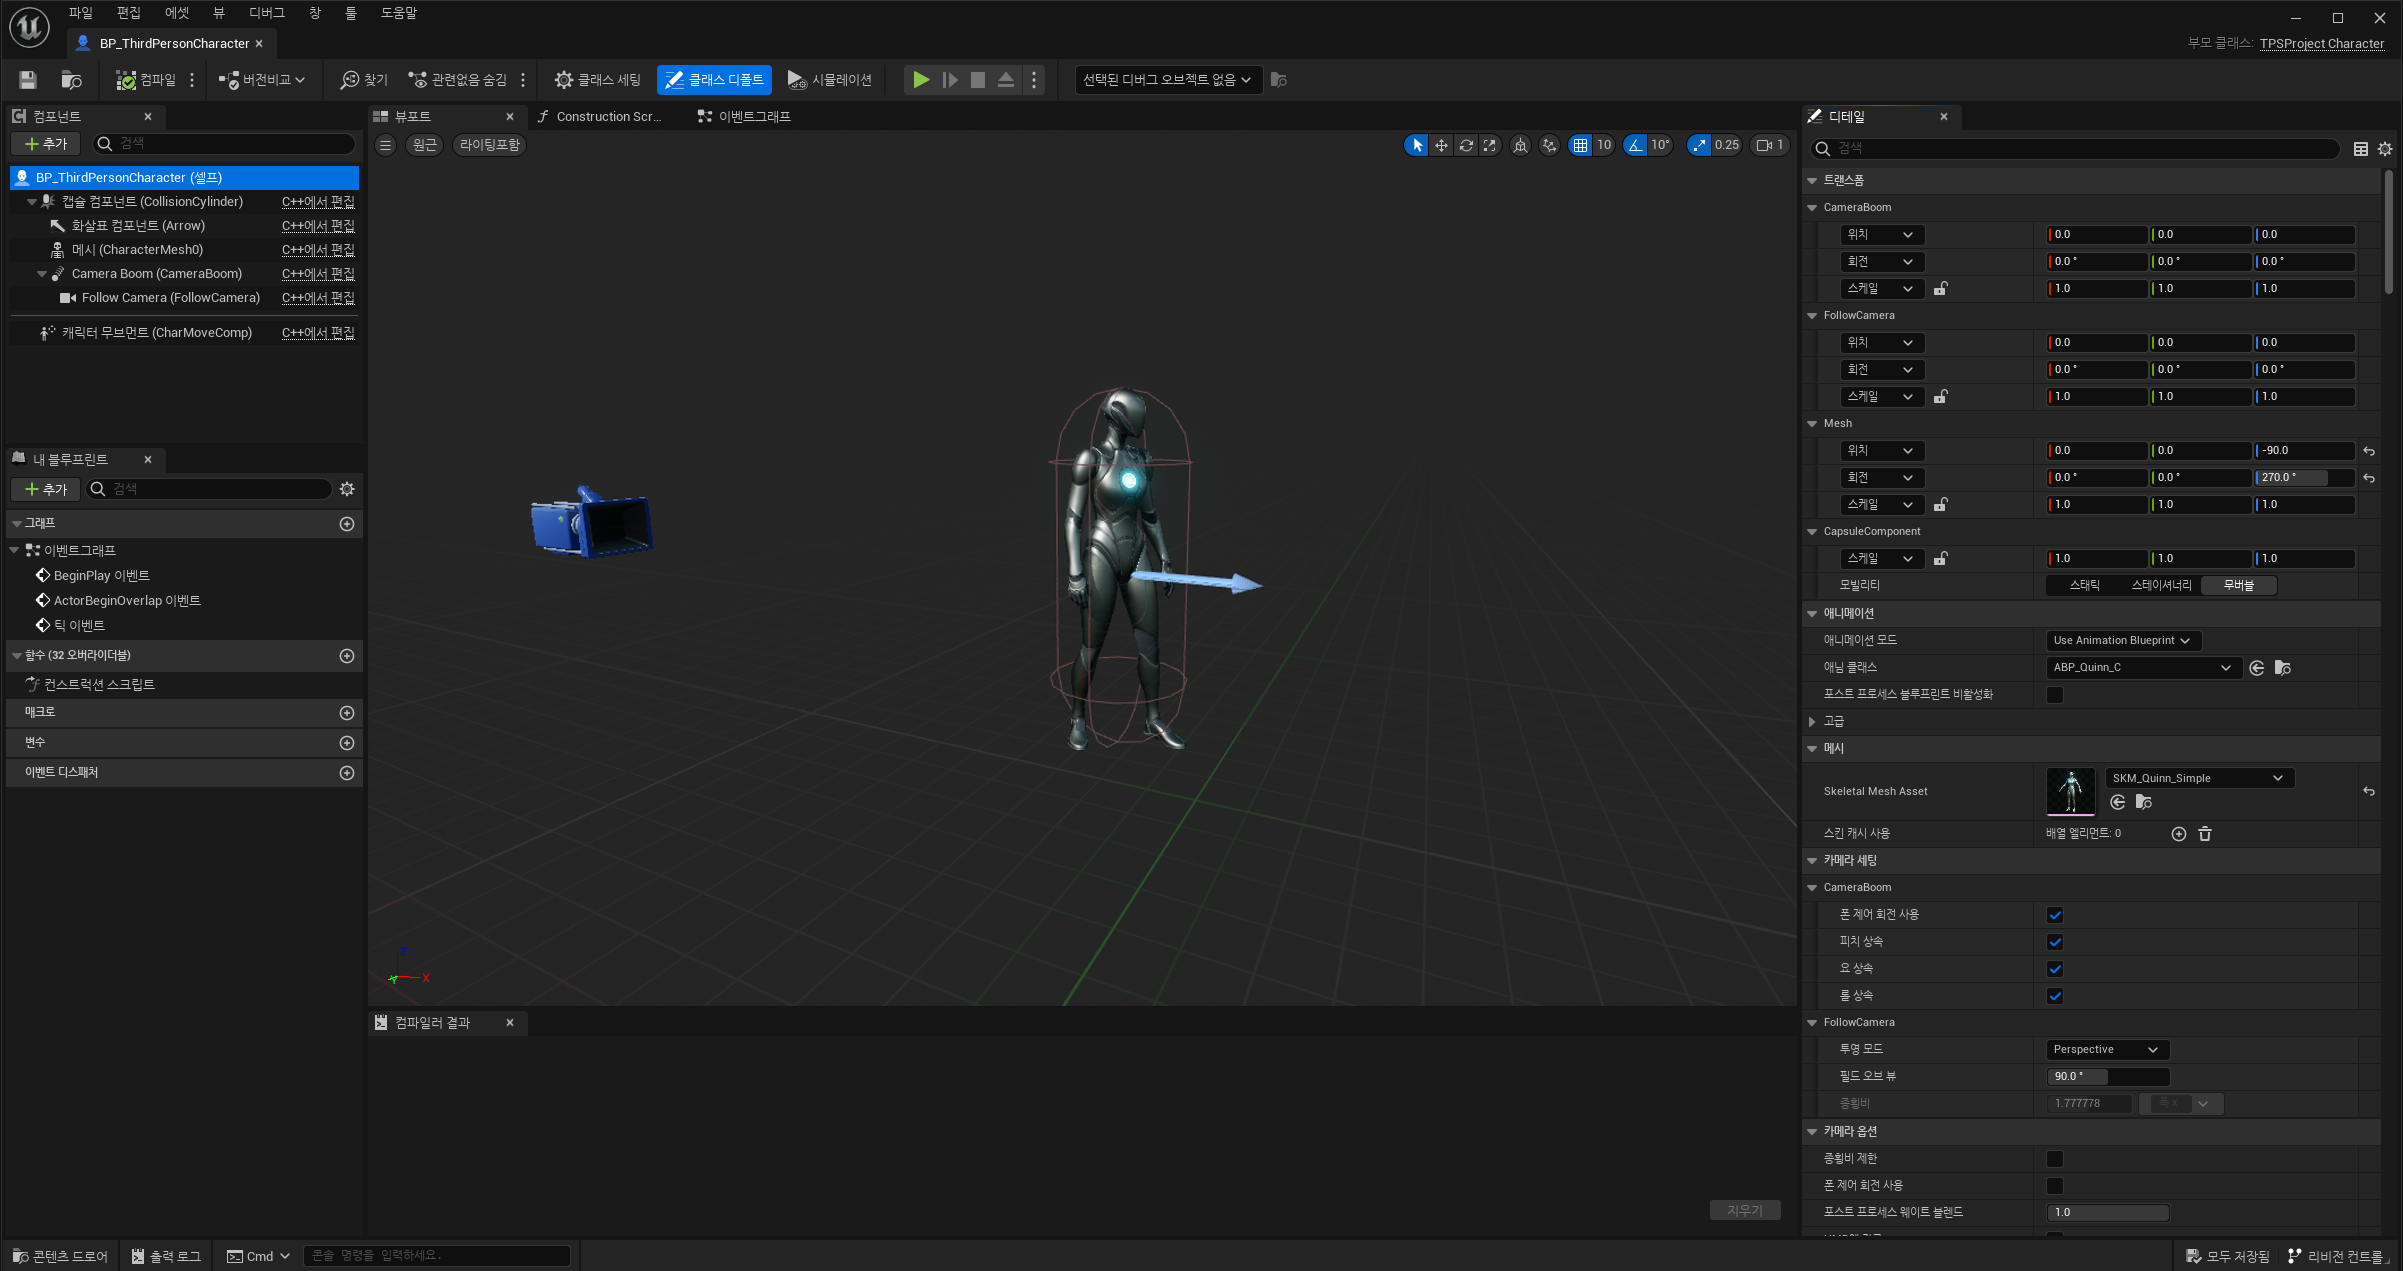 파일 편집 에셋 뷰 디버그 창 툴 도움말
BP_ThirdPersonCharacter
부모 클래스: TPSProject Character
컴파일 버전비교 찾기 관련없음 숨김 클래스 세팅 클래스 디폴트 시뮬레이션 선택된 디버그 오브젝트 없음
컴포넌트
추가 검색
BP_ThirdPersonCharacter (셀프)
캡슐 컴포넌트 (CollisionCylinder) C++에서 편집
화살표 컴포넌트 (Arrow) C++에서 편집
메시 (CharacterMesh0) C++에서 편집
Camera Boom (CameraBoom) C++에서 편집
Follow Camera (FollowCamera) C++에서 편집
캐릭터 무브먼트 (CharMoveComp) C++에서 편집
내 블루프린트
추가 검색
그래프
이벤트그래프
BeginPlay 이벤트
ActorBeginOverlap 이벤트
틱 이벤트
함수 (32 오버라이더블)
컨스트럭션 스크립트
매크로
변수
이벤트 디스패처
뷰포트 Construction Scr... 이벤트그래프
원근 라이팅포함 10 10° 0.25 1
Z
Y X
컴파일러 결과
지우기
디테일
검색
트랜스폼
CameraBoom
위치 0.0 0.0 0.0
회전 0.0 ° 0.0 ° 0.0 °
스케일 1.0 1.0 1.0
FollowCamera
위치 0.0 0.0 0.0
회전 0.0 ° 0.0 ° 0.0 °
스케일 1.0 1.0 1.0
Mesh
위치 0.0 0.0 -90.0
회전 0.0 ° 0.0 ° 270.0 °
스케일 1.0 1.0 1.0
CapsuleComponent
스케일 1.0 1.0 1.0
모빌리티 스태틱 스테이셔너리 무버블
애니메이션
애니메이션 모드 Use Animation Blueprint
애님 클래스 ABP_Quinn_C
포스트 프로세스 블루프린트 비활성화
고급
메시
Skeletal Mesh Asset SKM_Quinn_Simple
스킨 캐시 사용 배열 엘리먼트: 0
카메라 세팅
CameraBoom
폰 제어 회전 사용
피치 상속
요 상속
롤 상속
FollowCamera
투영 모드 Perspective
필드 오브 뷰 90.0 °
종횡비 1.777778 폭 x
카메라 옵션
종횡비 제한
폰 제어 회전 사용
포스트 프로세스 웨이트 블렌드 1.0
콘텐츠 드로어 출력 로그 Cmd 콘솔 명령을 입력하세요.
모두 저장됨 리비전 컨트롤